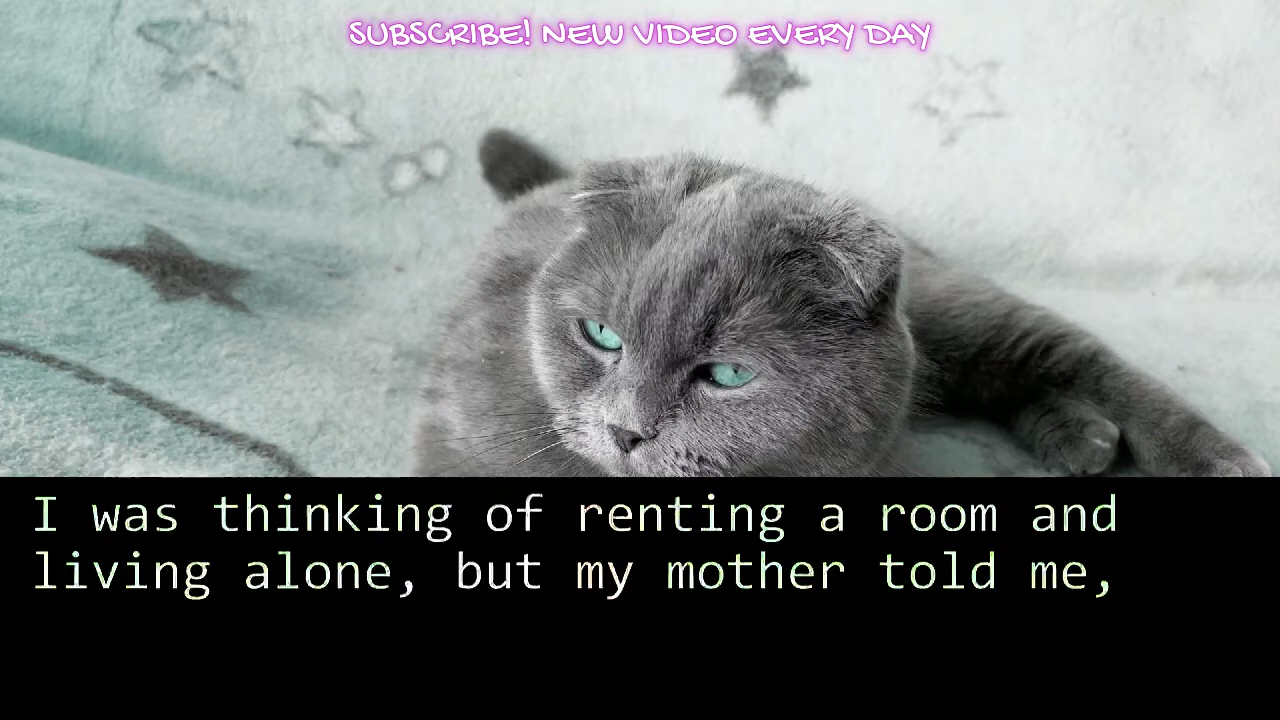 SUBSCRIBE! NEW VIDEO EVERY DAY
I was thinking of renting a room and
living alone, but my mother told me,